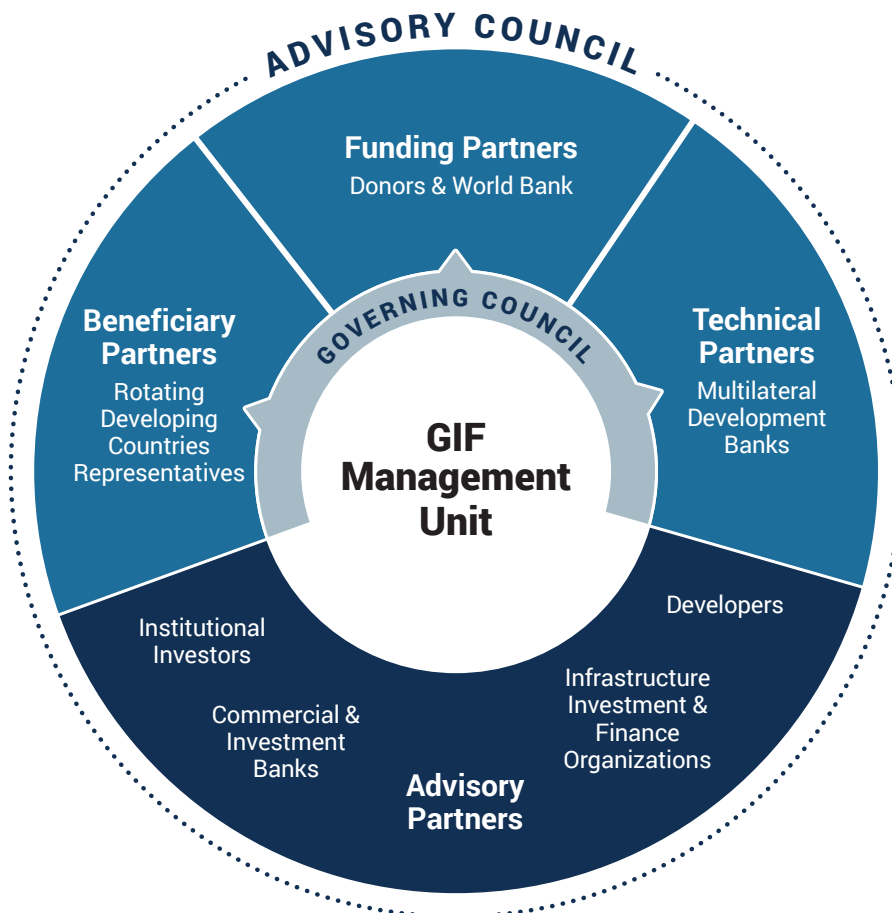 ADVISORY COUNCIL
Funding Partners
Donors & World Bank
GOVERNING COUNCIL
Beneficiary
Partners
Rotating
Developing
Countries
Representatives
Technical
Partners
Multilateral
Development
Banks
GIF
Management
Unit
Institutional
Investors
Commercial &
Investment
Banks
Advisory
Partners
Infrastructure
Investment &
Finance
Organizations
Developers